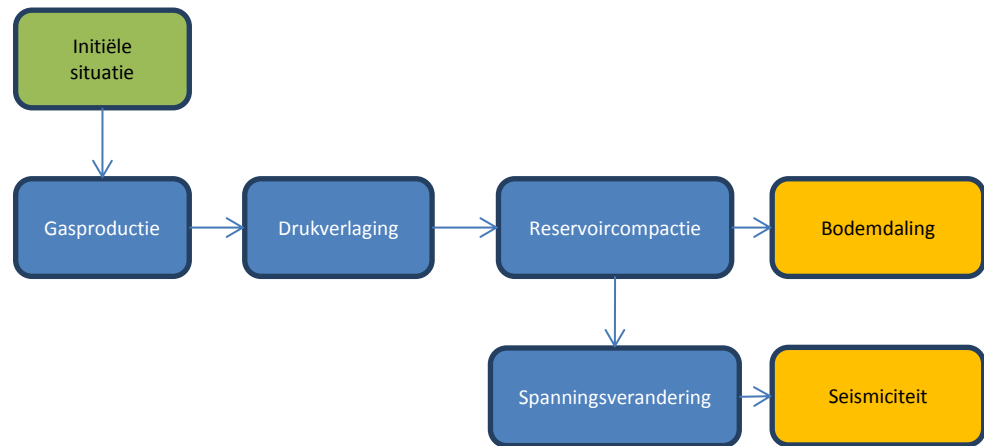 Initiële
situatie
Gasproductie
Drukverlaging
Reservoircompactie
Bodemdaling
Spanningsverandering
Seismiciteit